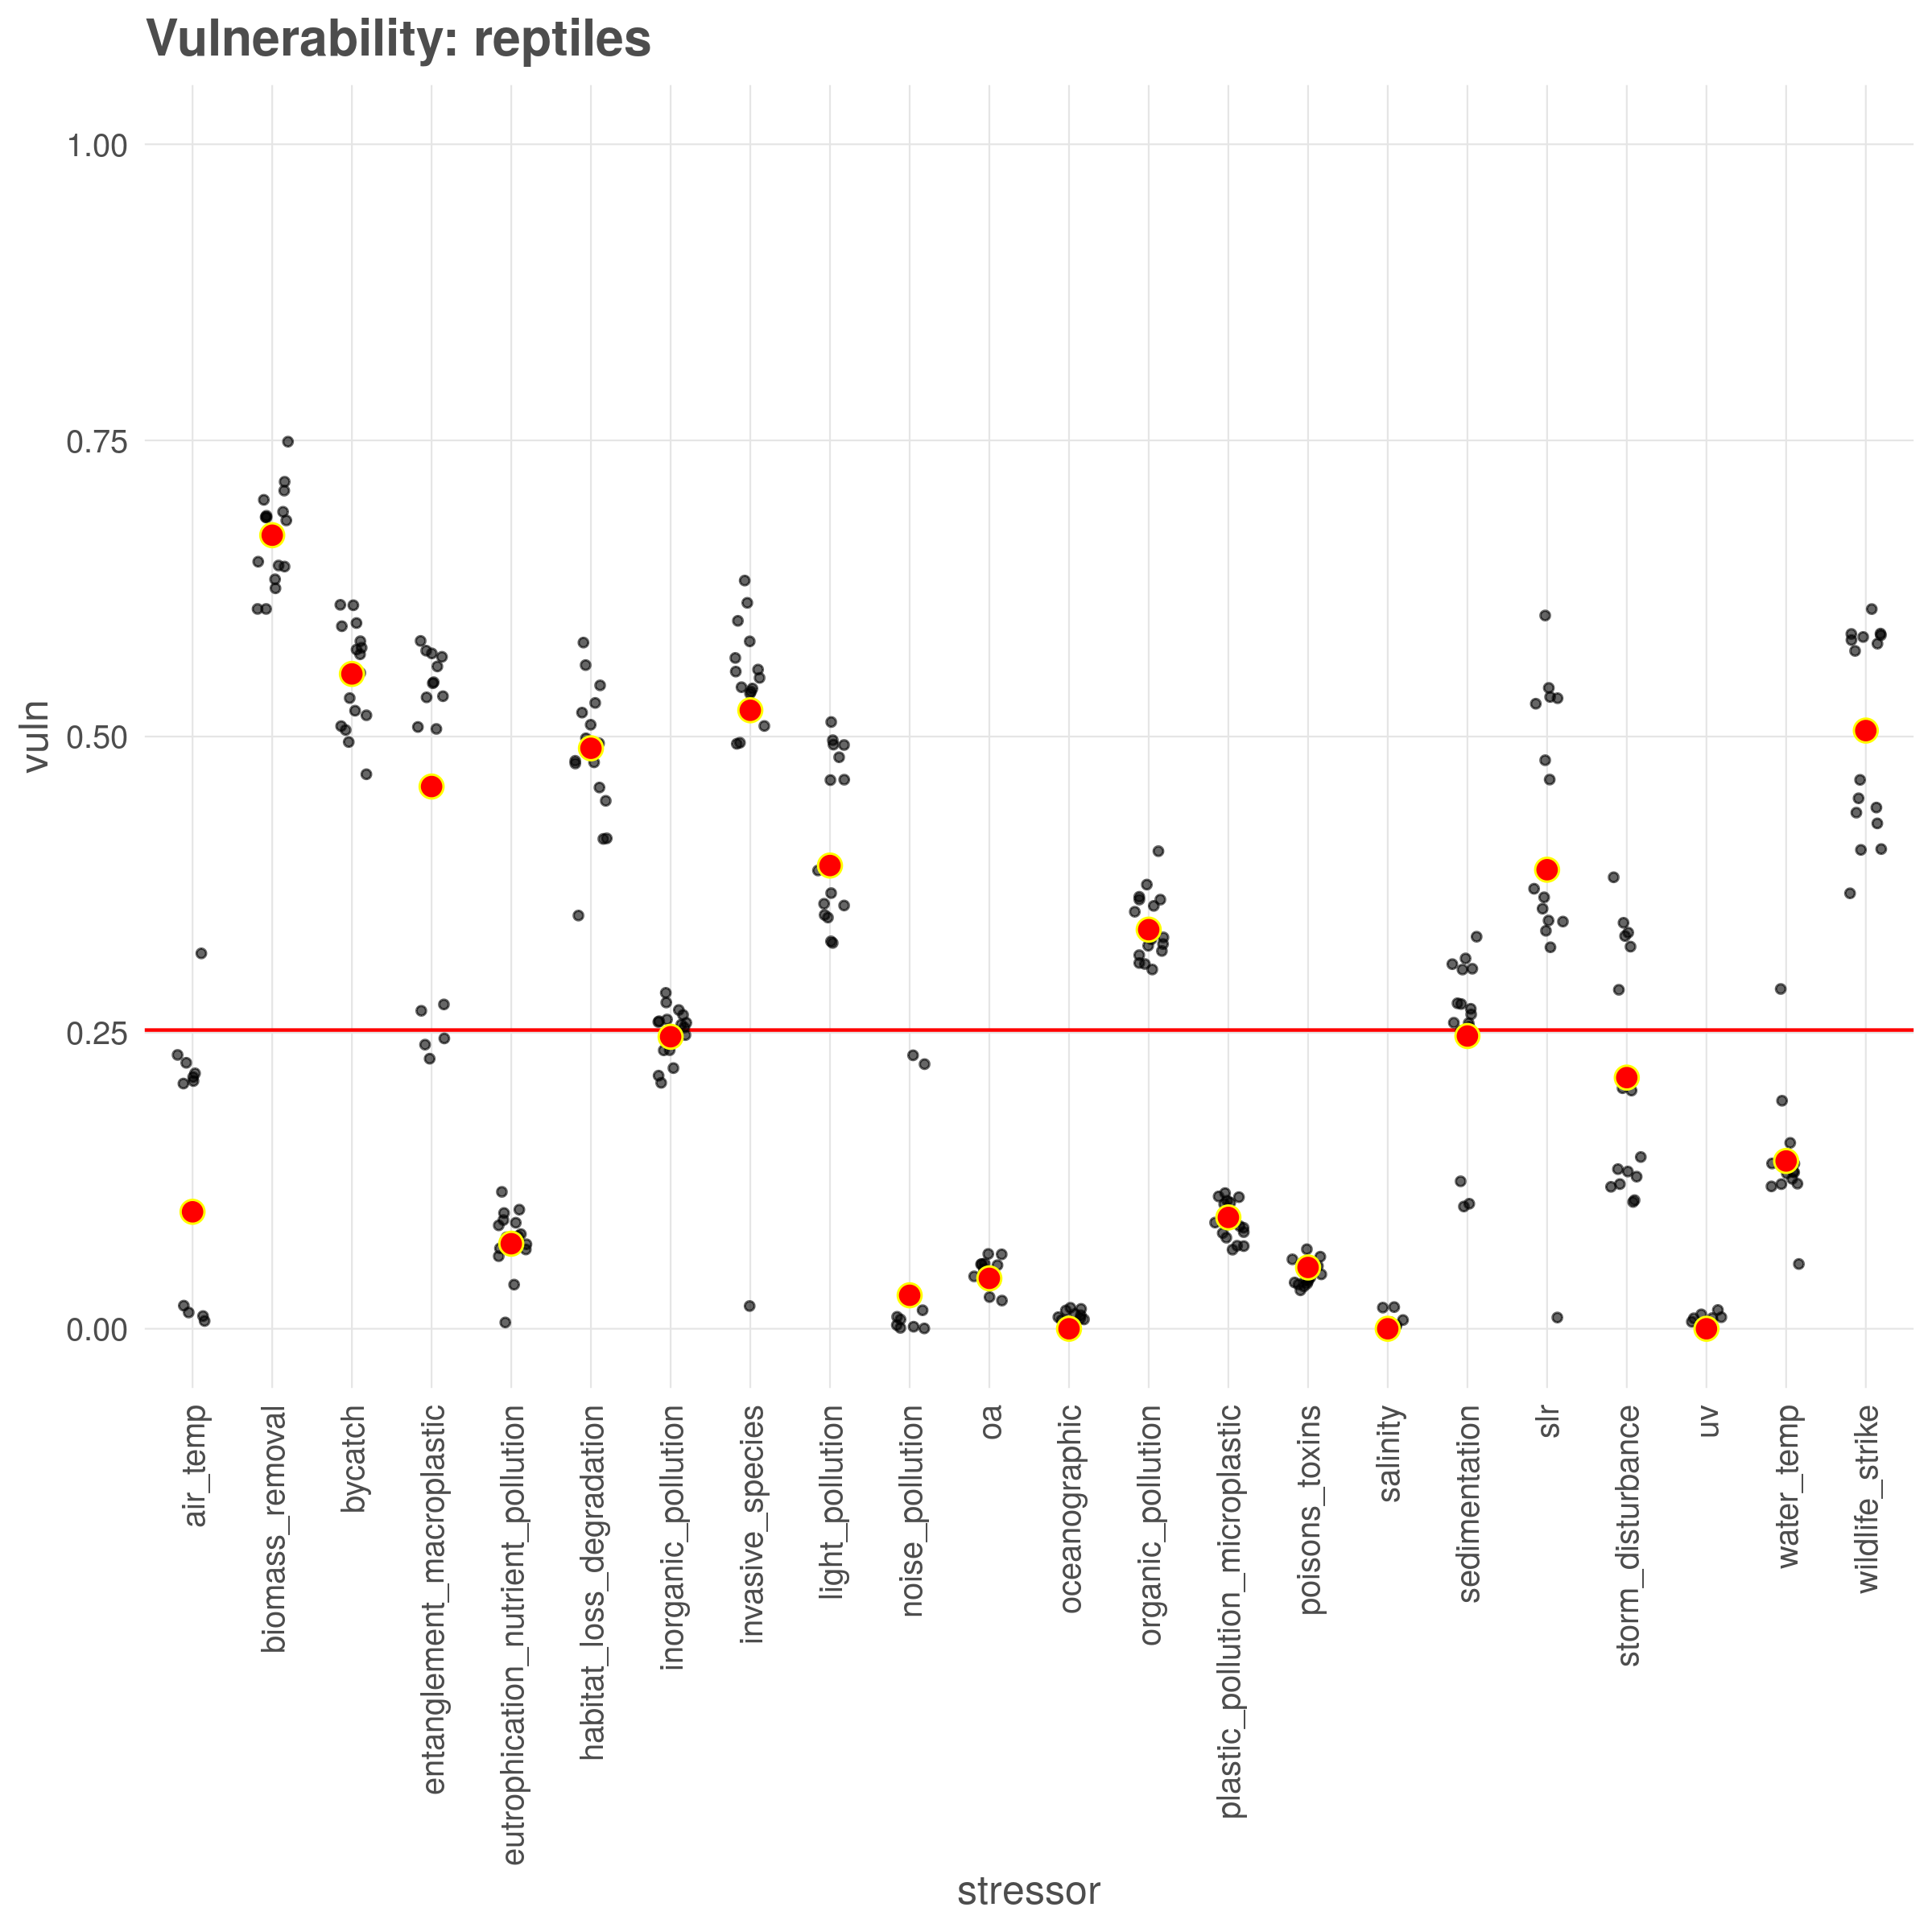 Vulnerability: reptiles
1.00
0.75
0.50
0.25
0.00
vuln
air_temp
biomass_removal
bycatch
entanglement_macroplastic
eutrophication_nutrient_pollution
habitat_loss_degradation
inorganic_pollution
invasive_species
light_pollution
noise_pollution
oa
oceanographic
organic_pollution
plastic_pollution_microplastic
poisons_toxins
salinity
sedimentation
slr
storm_disturbance
uv
water_temp
wildlife_strike
stressor